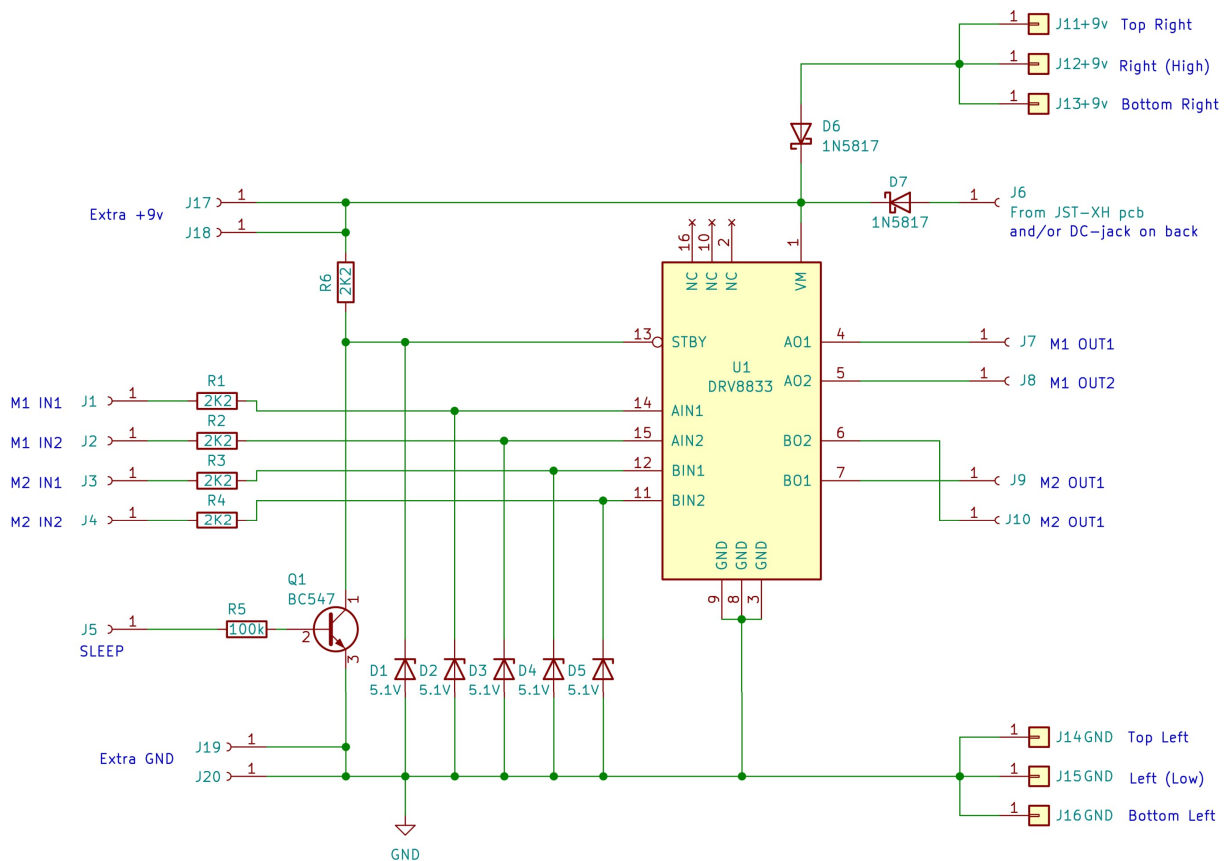 1 J11 +9v Top Right
1 J12 +9v Right (High)
1 J13 +9v Bottom Right
D6
1N5817
Extra +9v
J17 1
J18 1
D7
1N5817
1 J6
From JST-XH pcb
and/or DC-jack on back
R6
2K2
16 10 2 1
NC NC NC VM
13 STBY
U1
DRV8833
AO1 4
1 J7 M1 OUT1
AO2 5
1 J8 M1 OUT2
M1 IN1 J1 1
R1
2K2
14 AIN1
M1 IN2 J2 1
R2
2K2
15 AIN2
BO2 6
M2 IN1 J3 1
R3
2K2
12 BIN1
BO1 7
1 J9 M2 OUT1
M2 IN2 J4 1
R4
2K2
11 BIN2
1 J10 M2 OUT1
GND GND GND
9 8 3
Q1
BC547
1
2
3
J5 1
SLEEP
R5
100k
D1 D2 D3 D4 D5
5.1V 5.1V 5.1V 5.1V 5.1V
J19 1
Extra GND
J20 1
1 J14 GND Top Left
1 J15 GND Left (Low)
1 J16 GND Bottom Left
GND